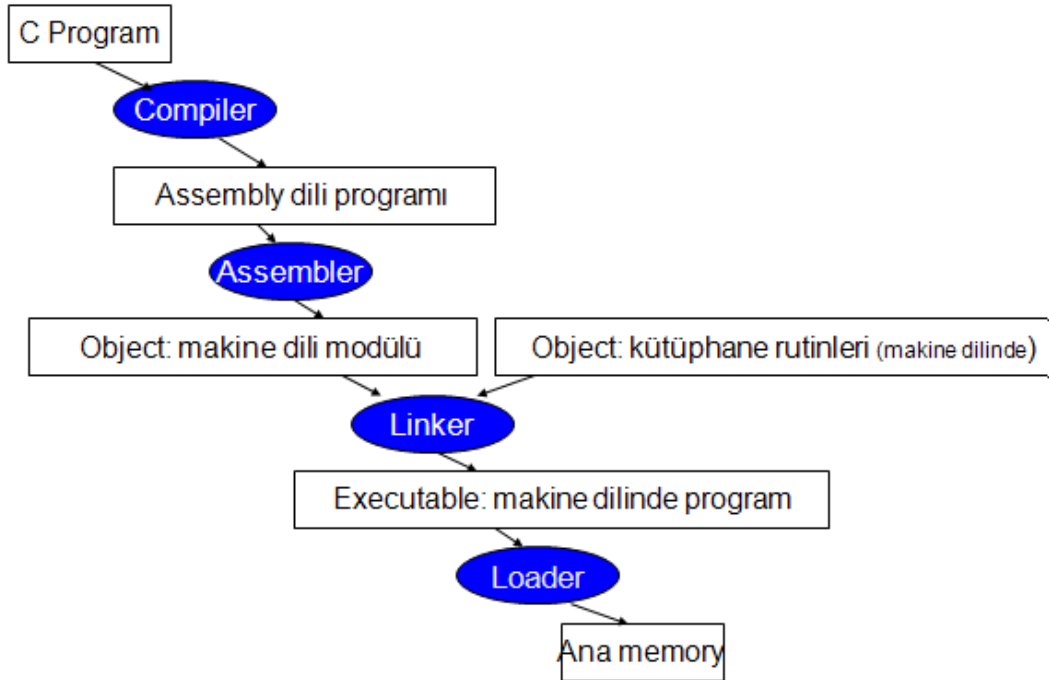 C Program
Compiler
Assembly dili programı
Assembler
Object: makine dili modülü
Object: kütüphane rutinleri (makine dilinde)
Linker
Executable: makine dilinde program
Loader
Ana memory